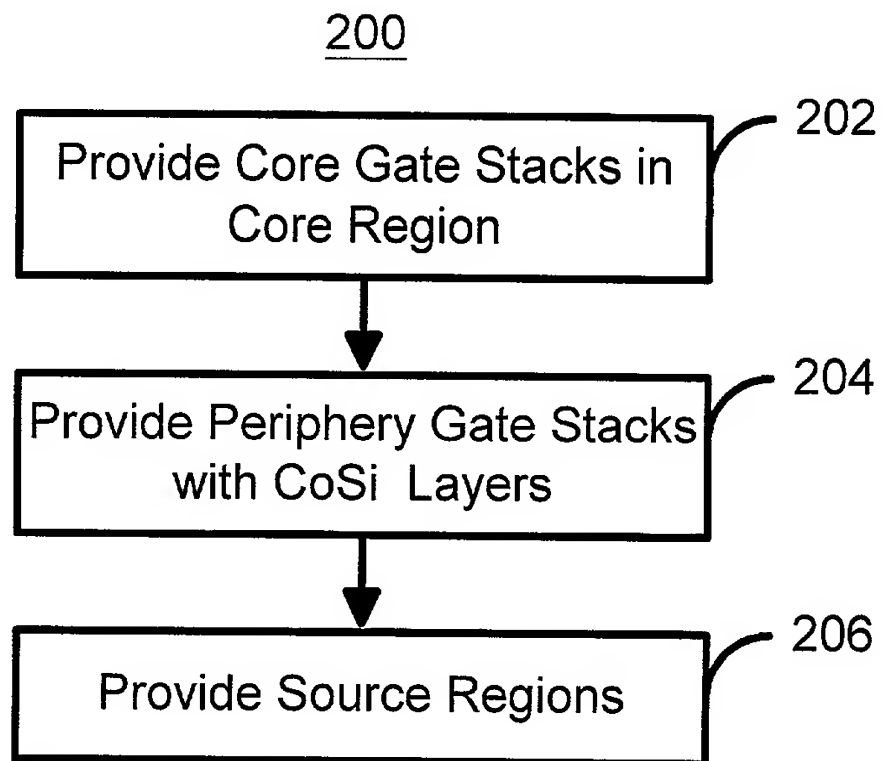 200
202
Provide Core Gate Stacks in
Core Region
204
Provide Periphery Gate Stacks
with CoSi Layers
206
Provide Source Regions